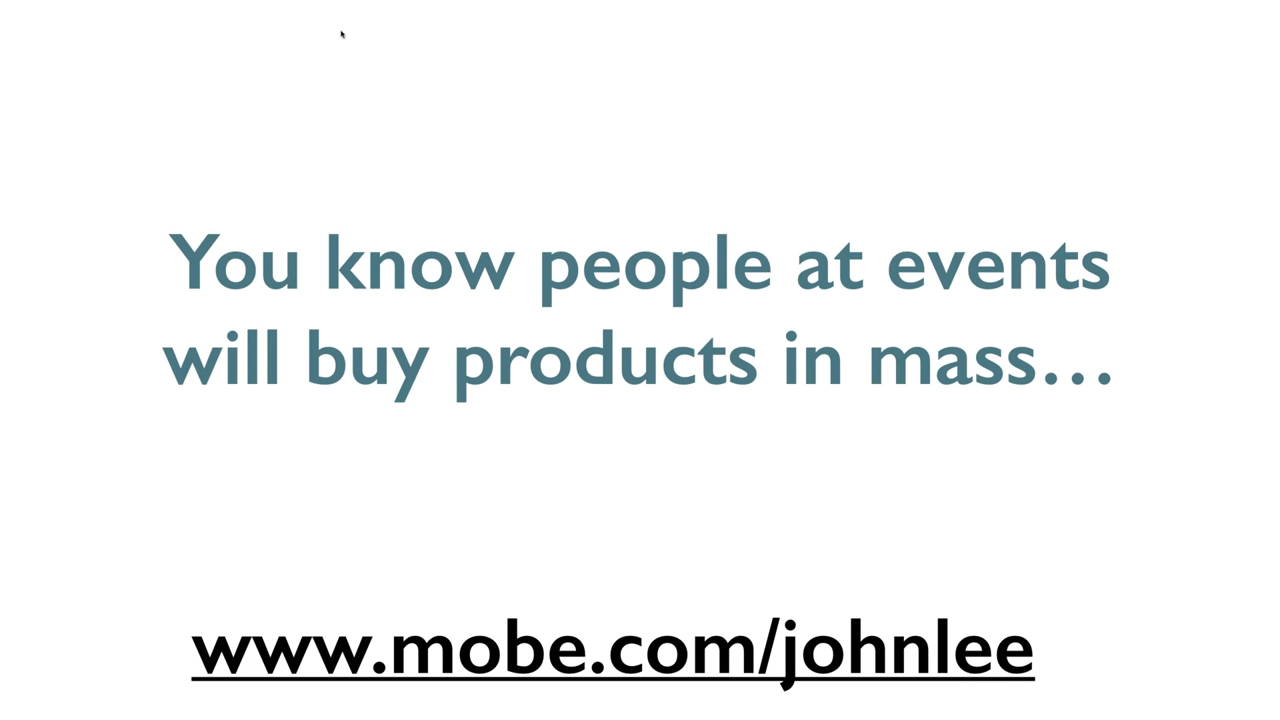 You know people at events
will buy products in mass…
www.mobe.com/johnlee